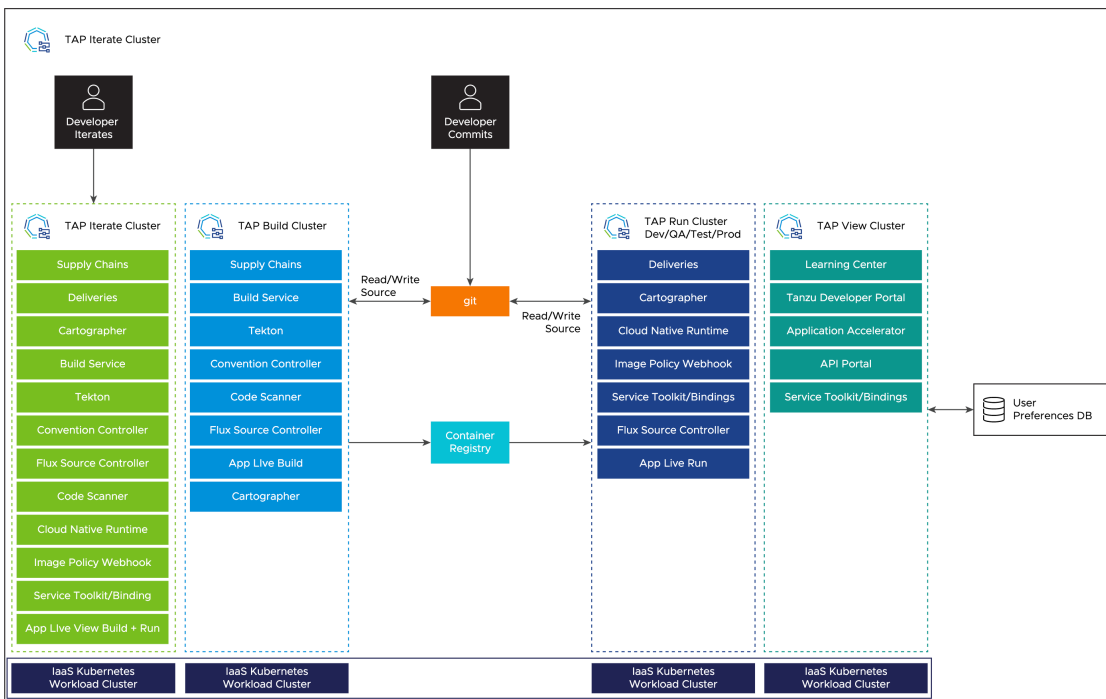 TAP Iterate Cluster
Developer
Iterates
Developer
Commits
TAP Iterate Cluster
Supply Chains
Deliveries
Cartographer
Build Service
Tekton
Convention Controller
Flux Source Controller
Code Scanner
Cloud Native Runtime
Image Policy Webhook
Service Toolkit/Binding
App LIve View Build + Run
TAP Build Cluster
Supply Chains
Build Service
Tekton
Convention Controller
Code Scanner
Flux Source Controller
App LIve Build
Cartographer
Read/Write
Source
git
Read/Write
Source
Container
Registry
TAP Run Cluster
Dev/QA/Test/Prod
Deliveries
Cartographer
Cloud Native Runtime
Image Policy Webhook
Service Toolkit/Bindings
Flux Source Controller
App Live Run
TAP View Cluster
Learning Center
Tanzu Developer Portal
Application Accelerator
API Portal
Service Toolkit/Bindings
User
Preferences DB
IaaS Kubernetes
Workload Cluster
IaaS Kubernetes
Workload Cluster
IaaS Kubernetes
Workload Cluster
IaaS Kubernetes
Workload Cluster